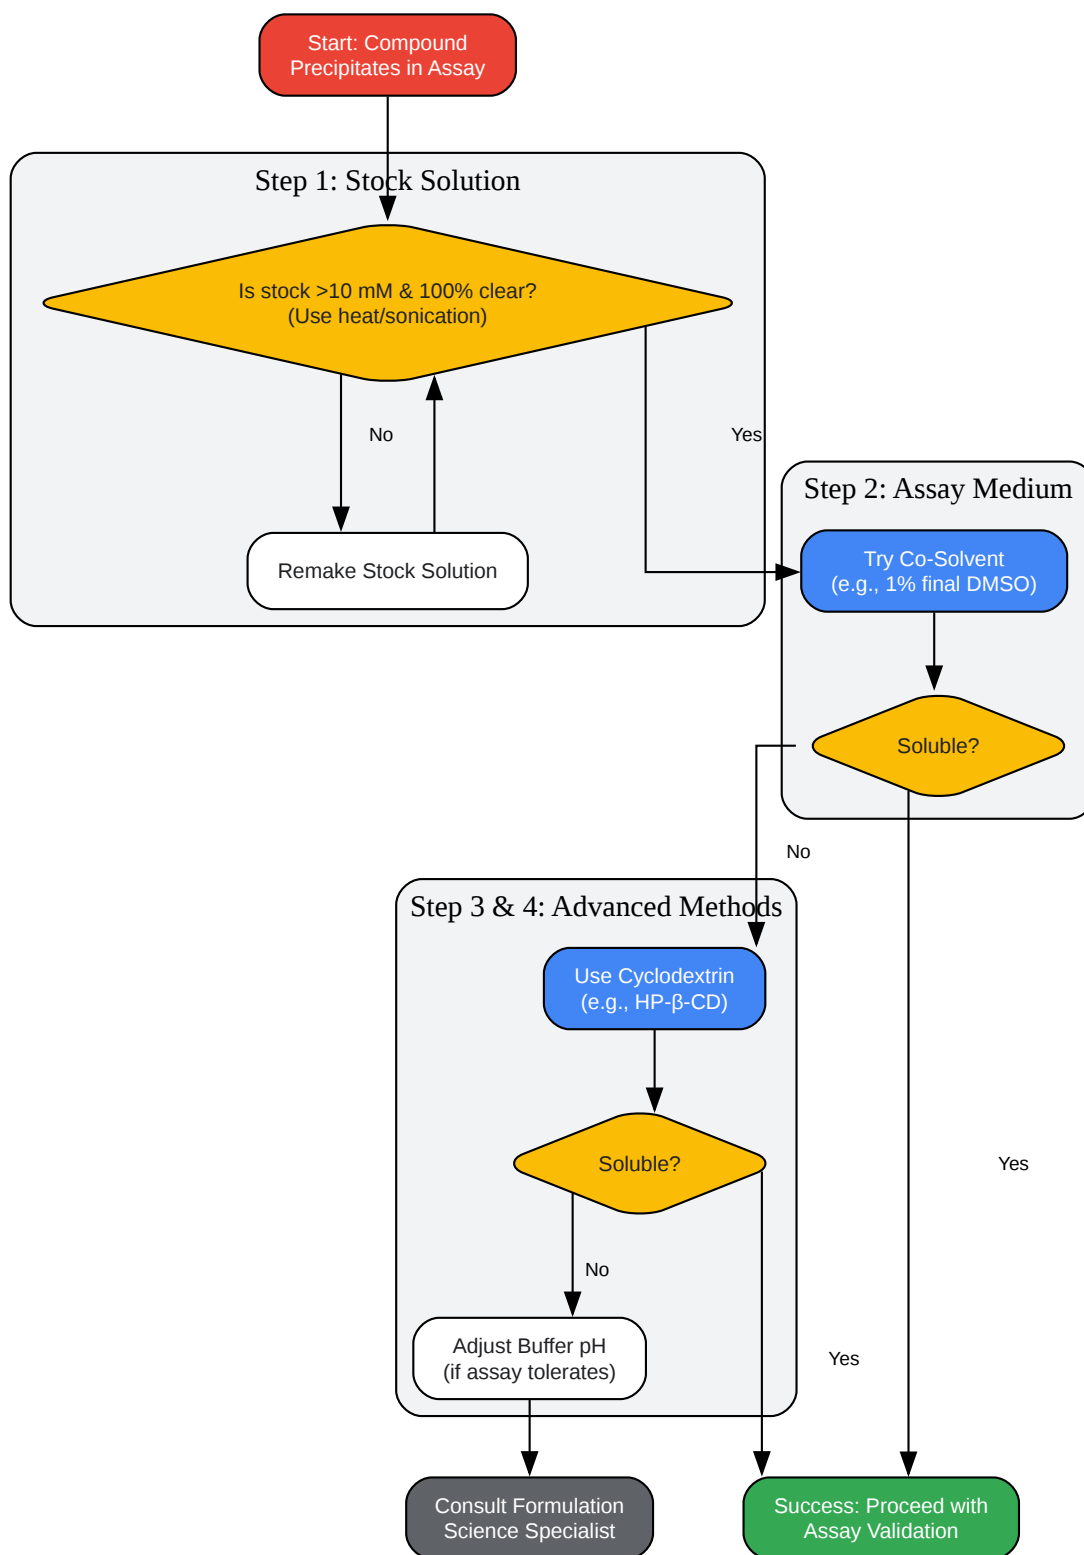 Start: Compound
Precipitates in Assay
Step 1: Stock Solution
Is stock >10 mM & 100% clear?
(Use heat/sonication)
No
Yes
Remake Stock Solution
Step 2: Assay Medium
Try Co-Solvent
(e.g., 1% final DMSO)
Soluble?
No
Yes
Step 3 & 4: Advanced Methods
Use Cyclodextrin
(e.g., HP-β-CD)
Soluble?
No
Yes
Adjust Buffer pH
(if assay tolerates)
Consult Formulation
Science Specialist
Success: Proceed with
Assay Validation